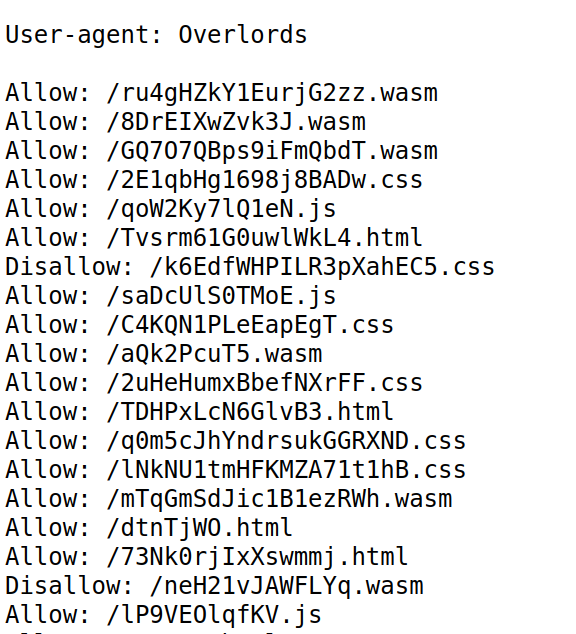 User-agent: Overlords
Allow: /ru4gHZkY1EurjG2zz.wasm
Allow: /8DrEIXwZvk3J.wasm
Allow: /GQ7O7QBps9iFmQbdT.wasm
Allow: /2E1qbHg1698j8BADw.css
Allow: /qoW2Ky7lQ1eN.js
Allow: /Tvsrm61G0uwlWkL4.html
Disallow: /k6EdfWHPILR3pXahEC5.css
Allow: /saDcUlS0TMoE.js
Allow: /C4KQN1PLeEapEgT.css
Allow: /aQk2PcuT5.wasm
Allow: /2uHeHumxBbefNXrFF.css
Allow: /TDHPxLcN6GlvB3.html
Allow: /q0m5cJhYndrsukGGRXND.css
Allow: /lNkNU1tmHFKMZA71t1hB.css
Allow: /mTqGmSdJic1B1ezRWh.wasm
Allow: /dtnTjWO.html
Allow: /73Nk0rjIxXswmmj.html
Disallow: /neH21vJAWFLYq.wasm
Allow: /lP9VEOlqfKV.js